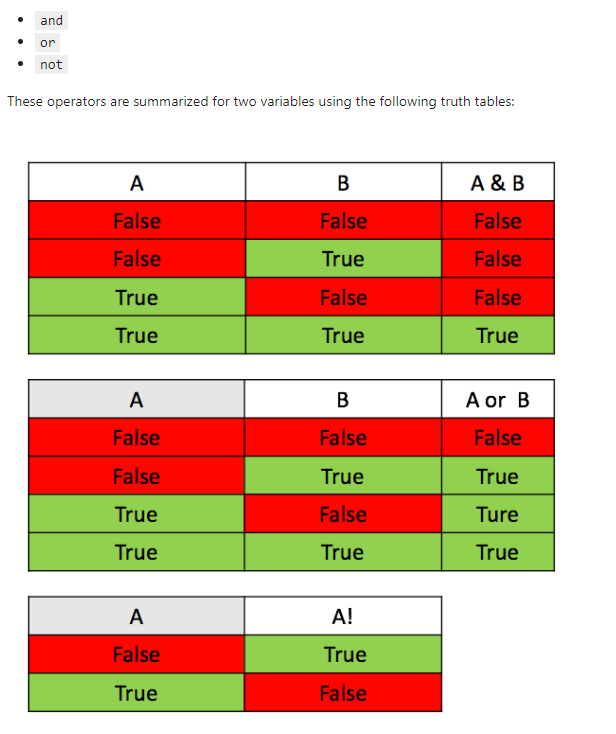 and
or
not
These operators are summarized for two variables using the following truth tables:
A B A & B
False False False
False True False
True False False
True True True
A B A or B
False False False
False True True
True False Ture
True True True
A A!
False True
True False